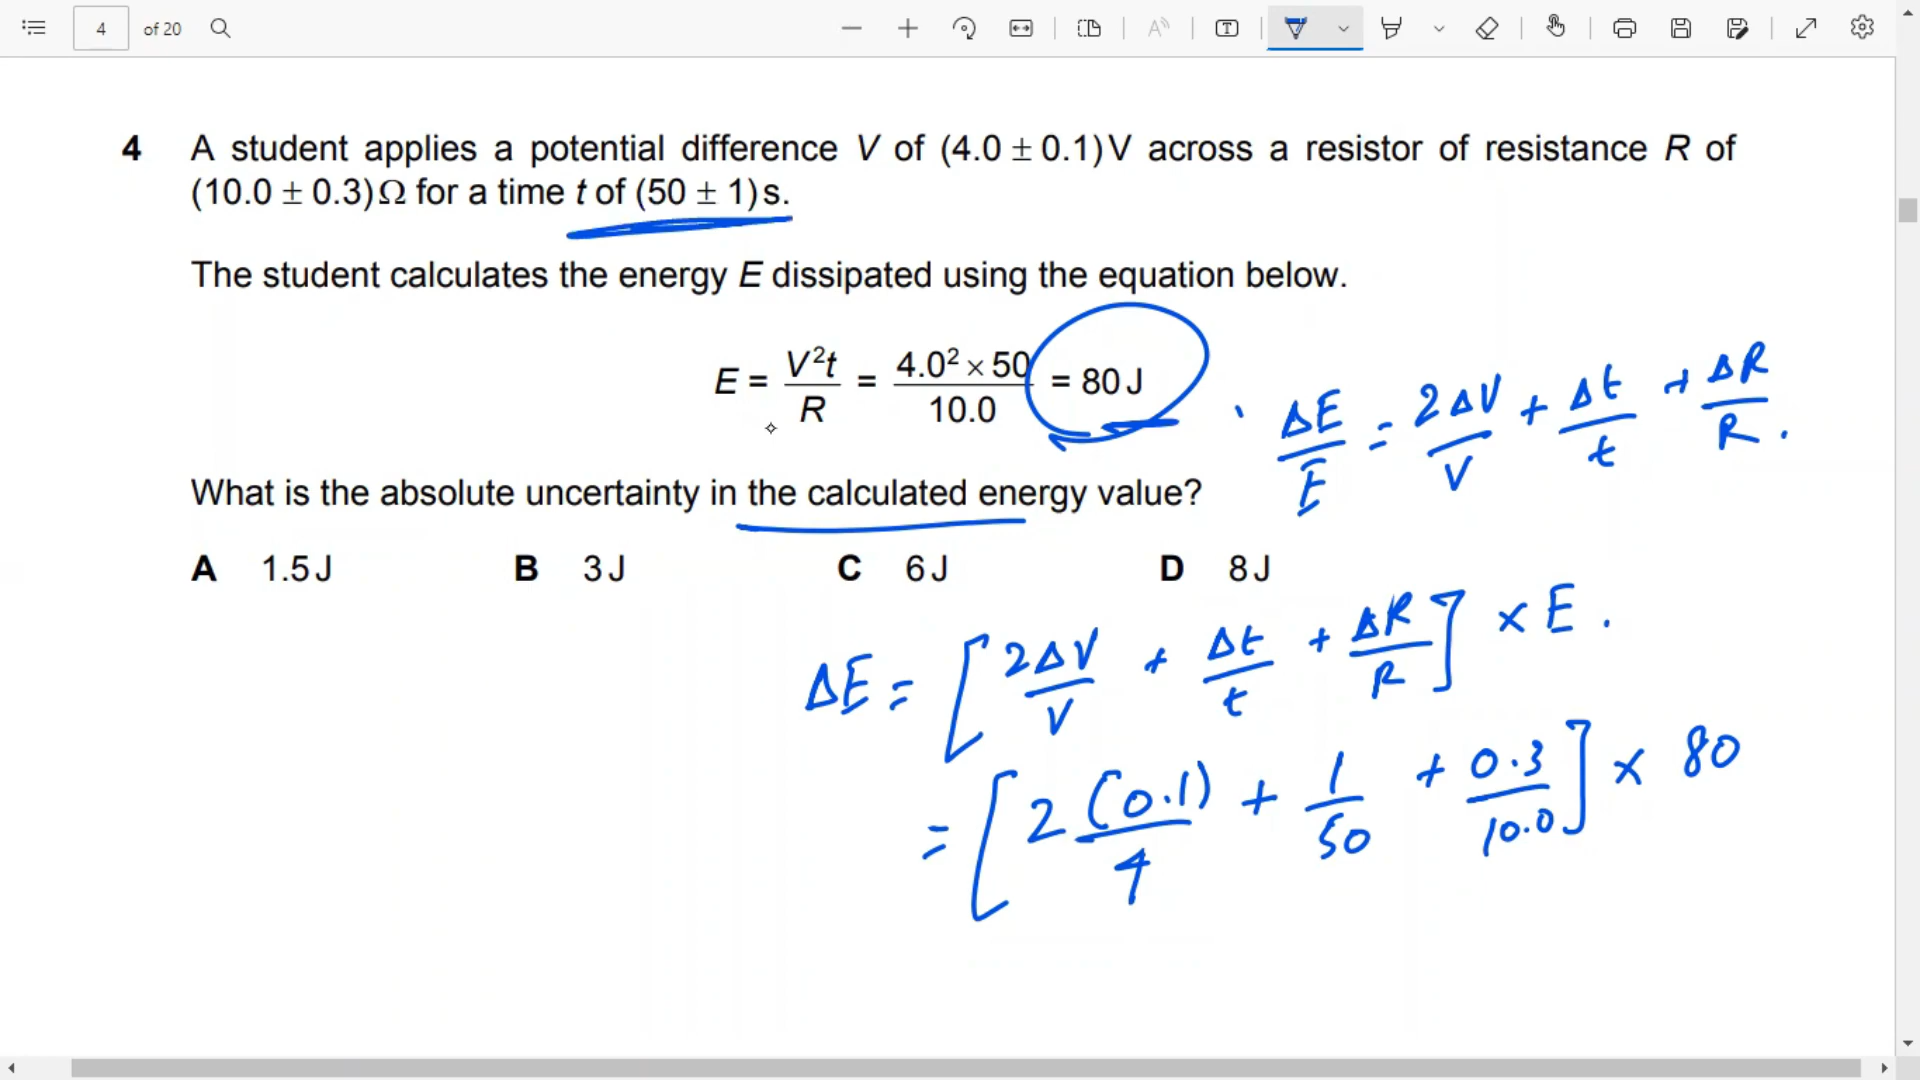 4 of 20
4 A student applies a potential difference V of (4.0 ± 0.1) V across a resistor of resistance R of
(10.0 ± 0.3) Ω for a time t of (50 ± 1) s.
The student calculates the energy E dissipated using the equation below.
E = V²t / R = 4.0² × 50 / 10.0 = 80 J
ΔE/E = 2ΔV/V + Δt/t + ΔR/R .
What is the absolute uncertainty in the calculated energy value?
A 1.5 J B 3 J C 6 J D 8 J
ΔE = [2ΔV/V + Δt/t + ΔR/R] × E .
= [2(0.1)/4 + 1/50 + 0.3/10.0] × 80